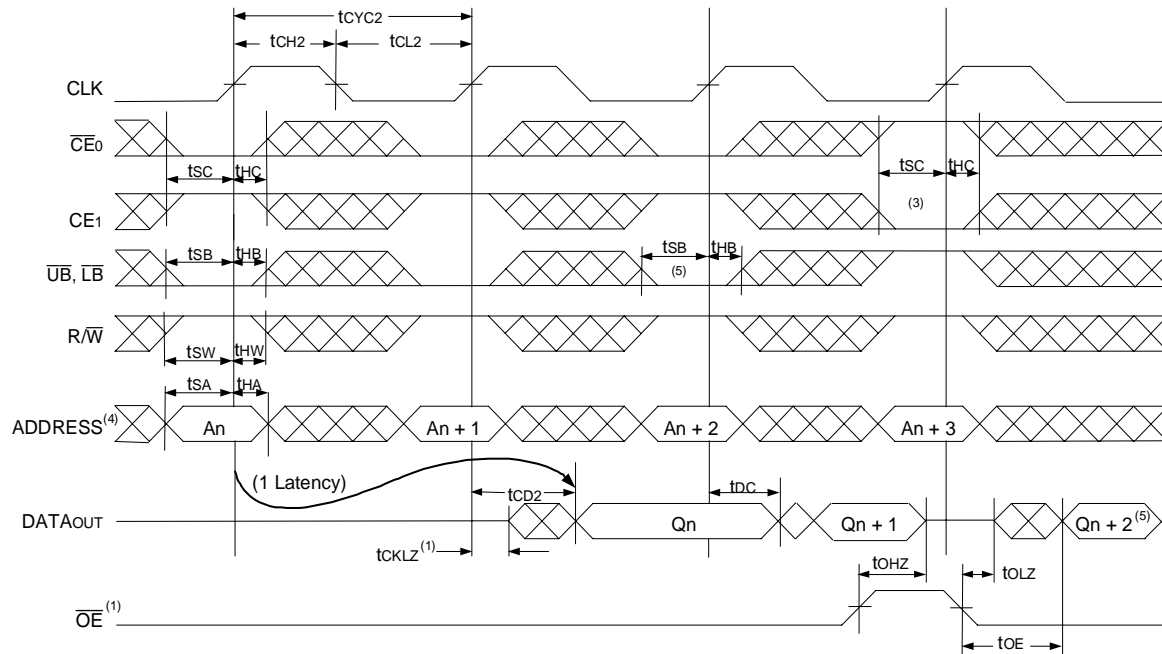 tCYC2
tCH2 tCL2
CLK
CE0
tSC tHC tSC tHC
(3)
CE1
tSB tHB tSB tHB
UB, LB (5)
R/W
tSW tHW
tSA tHA
ADDRESS(4) An An + 1 An + 2 An + 3
(1 Latency) tCD2 tDC
DATAOUT Qn Qn + 1 Qn + 2(5)
tCKLZ(1) tOHZ tOLZ
OE(1)
tOE